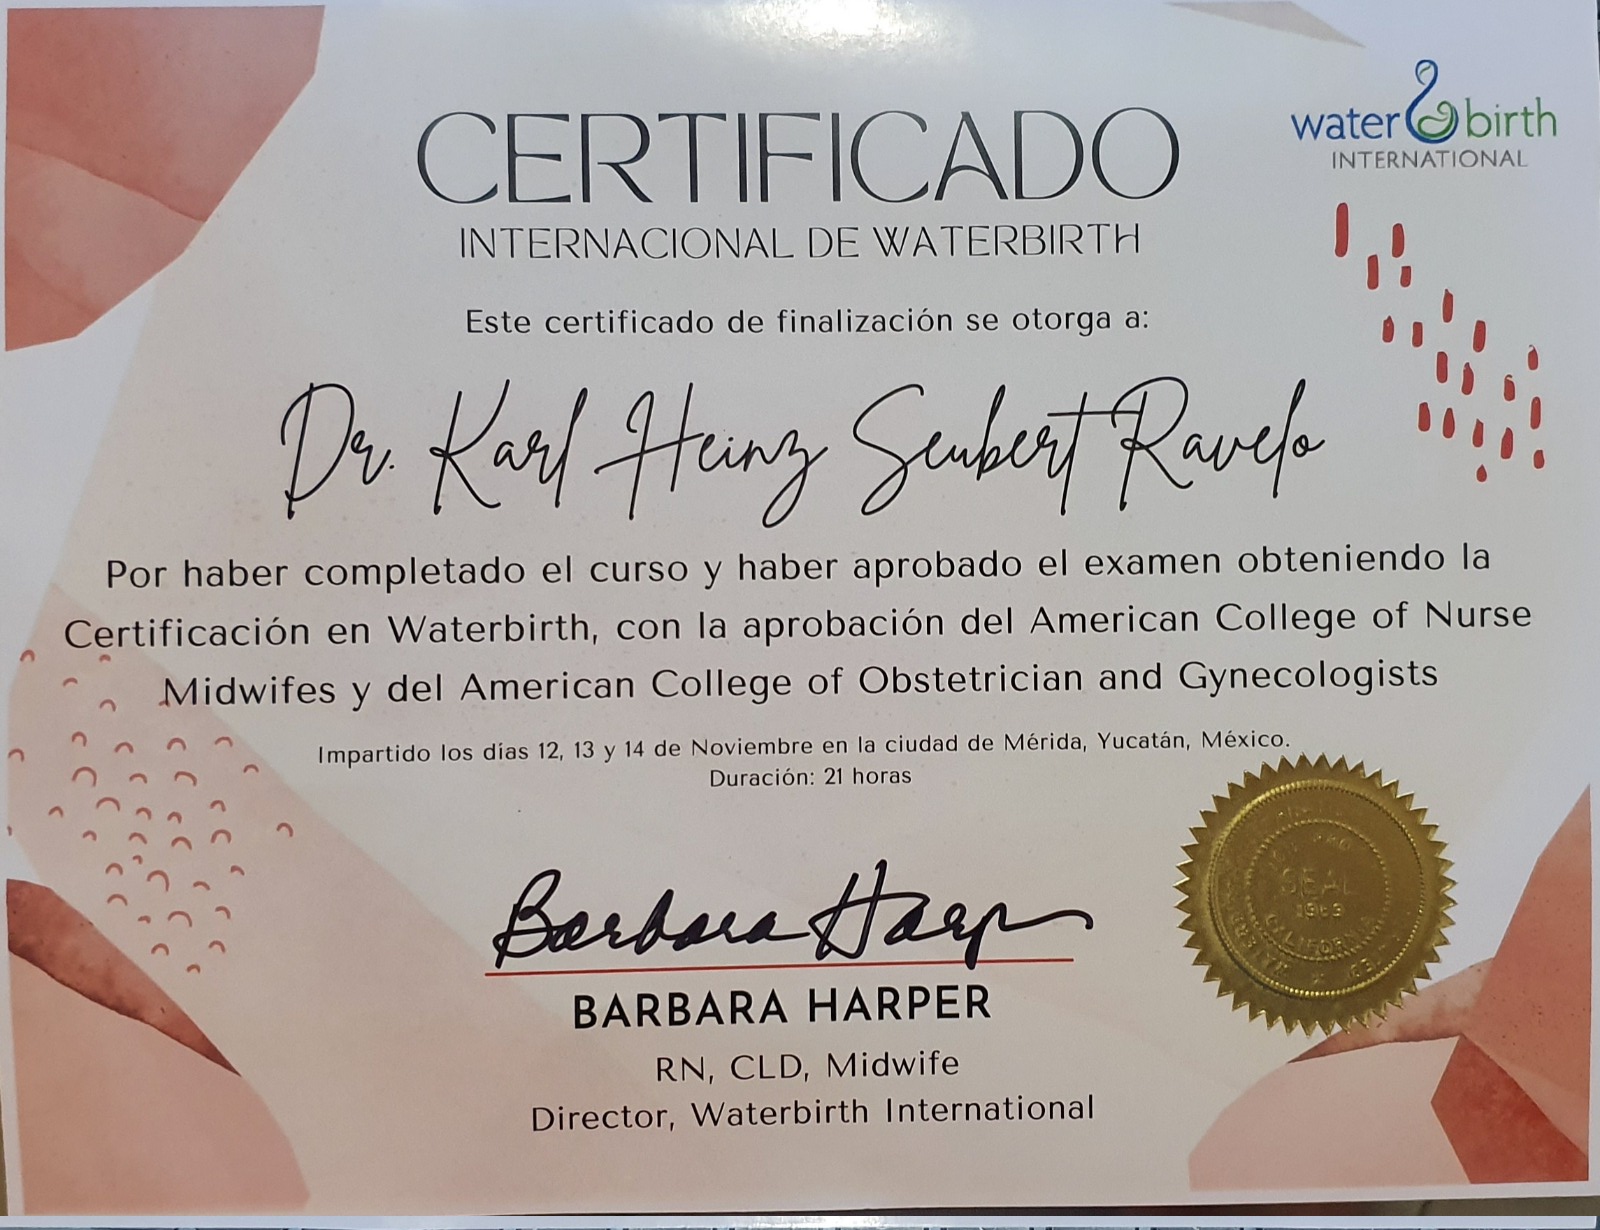 water birth
INTERNATIONAL
CERTIFICADO
INTERNACIONAL DE WATERBIRTH
Este certificado de finalización se otorga a:
Dr. Karl Heinz Seubert Ravelo
Por haber completado el curso y haber aprobado el examen obteniendo la
Certificación en Waterbirth, con la aprobación del American College of Nurse
Midwifes y del American College of Obstetrician and Gynecologists
Impartido los días 12, 13 y 14 de Noviembre en la ciudad de Mérida, Yucatán, México.
Duración: 21 horas
Barbara Harper
BARBARA HARPER
RN, CLD, Midwife
Director, Waterbirth International
SEAL
CALIFORNIA